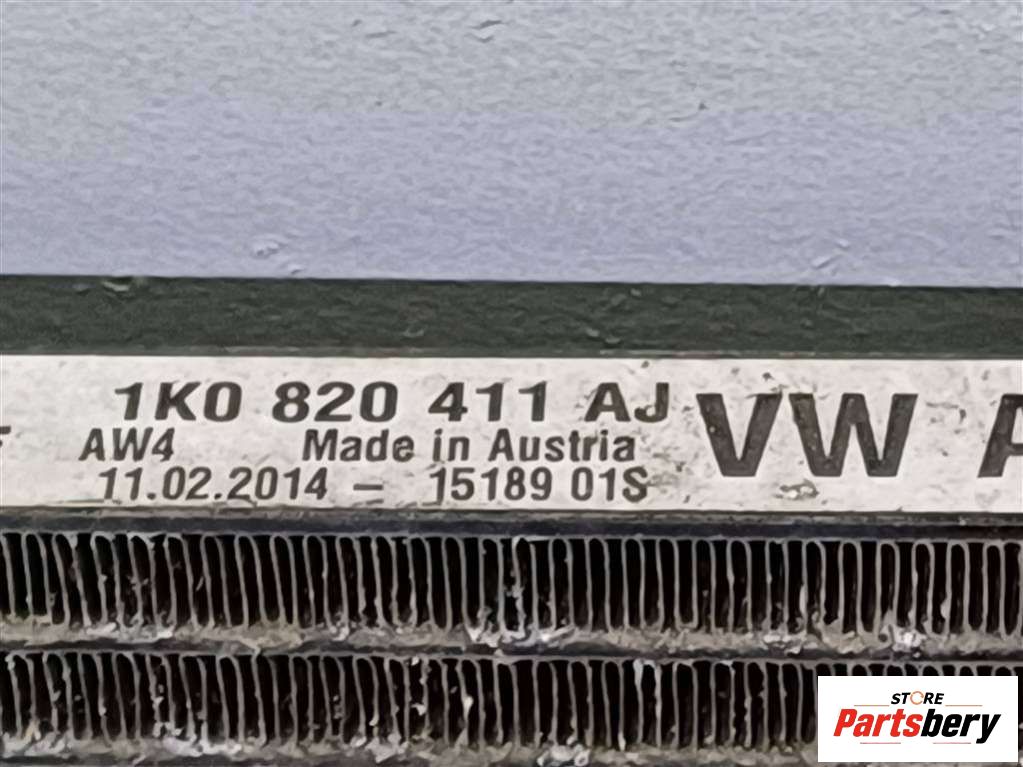 1K0 820 411 AJ
AW4 Made in Austria
11.02.2014 - 15189 01S
VW A
STORE
Partsbery